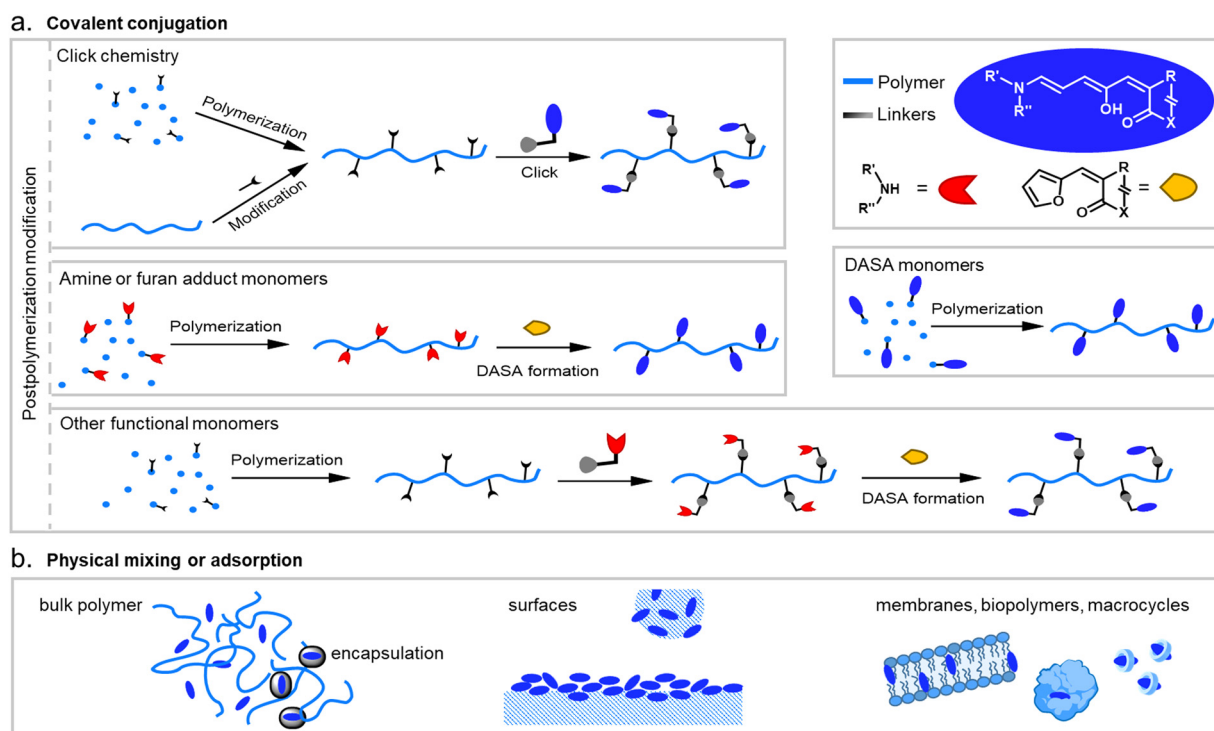 a. Covalent conjugation
Postpolymerization modification
Click chemistry
Polymerization
Modification
Click
Polymer
Linkers
R'
N
R"
OH
R
O
X
R'
NH
R"
=
O
R
O
X
=
Amine or furan adduct monomers
Polymerization
DASA formation
DASA monomers
Polymerization
Other functional monomers
Polymerization
DASA formation
b. Physical mixing or adsorption
bulk polymer
encapsulation
surfaces
membranes, biopolymers, macrocycles